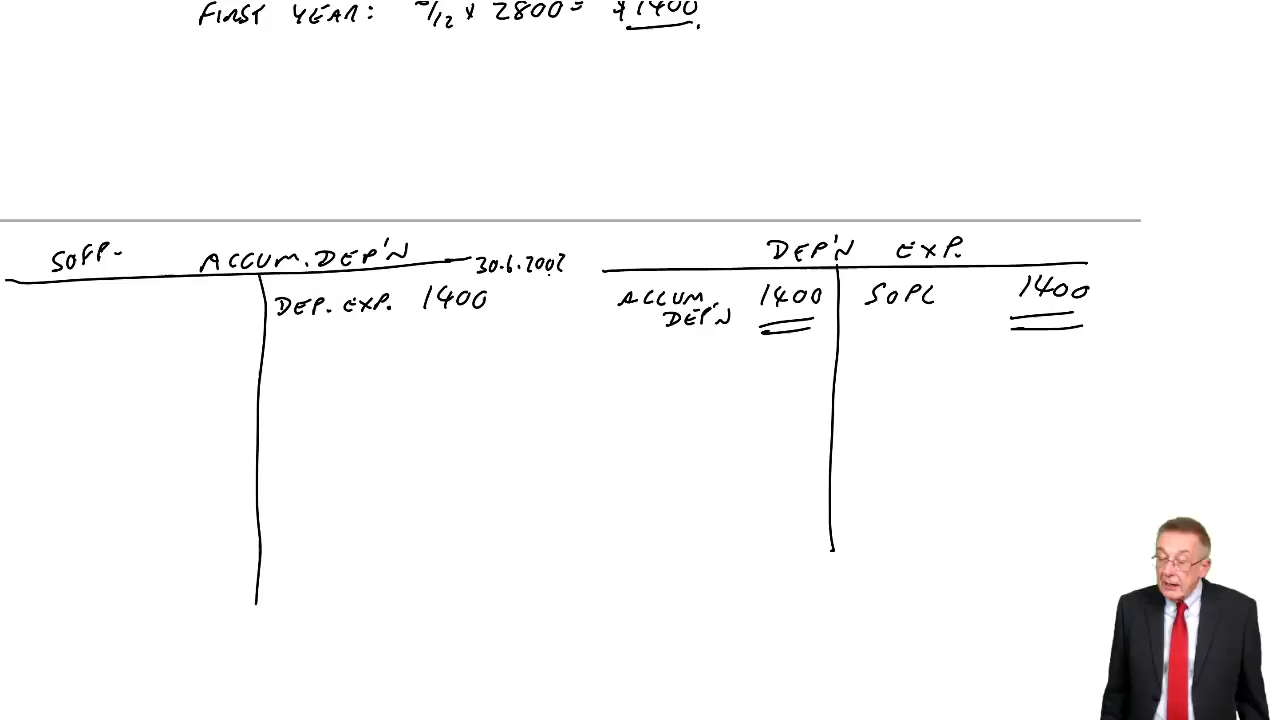 FIRST YEAR: /12 × 2800 = $1400
SOFP- ACCUM. DEP'N 30.6.2002
DEP. EXP. 1400
DEP'N EXP.
ACCUM. 1400 SOPL 1400
DEP'N